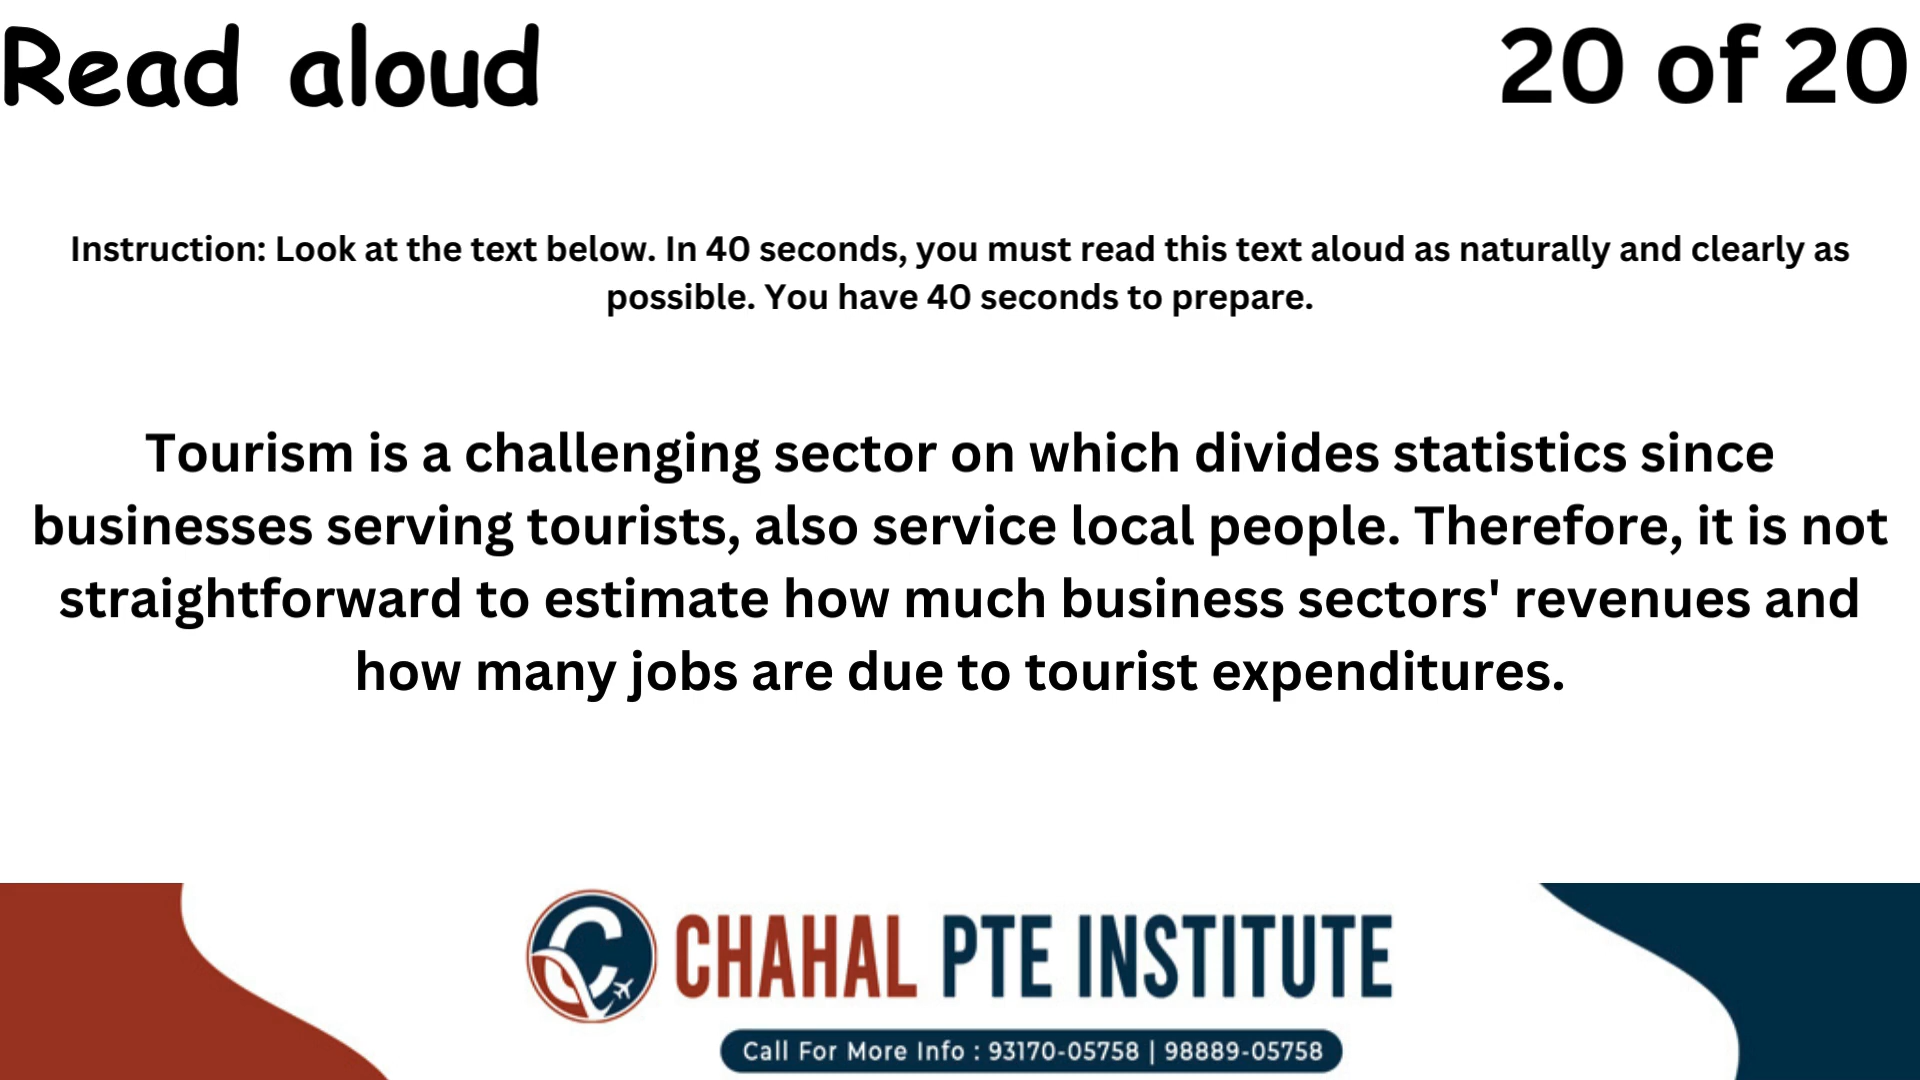 Read aloud
20 of 20
Instruction: Look at the text below. In 40 seconds, you must read this text aloud as naturally and clearly as
possible. You have 40 seconds to prepare.
Tourism is a challenging sector on which divides statistics since
businesses serving tourists, also service local people. Therefore, it is not
straightforward to estimate how much business sectors' revenues and
how many jobs are due to tourist expenditures.
CHAHAL PTE INSTITUTE
Call For More Info : 93170-05758 | 98889-05758